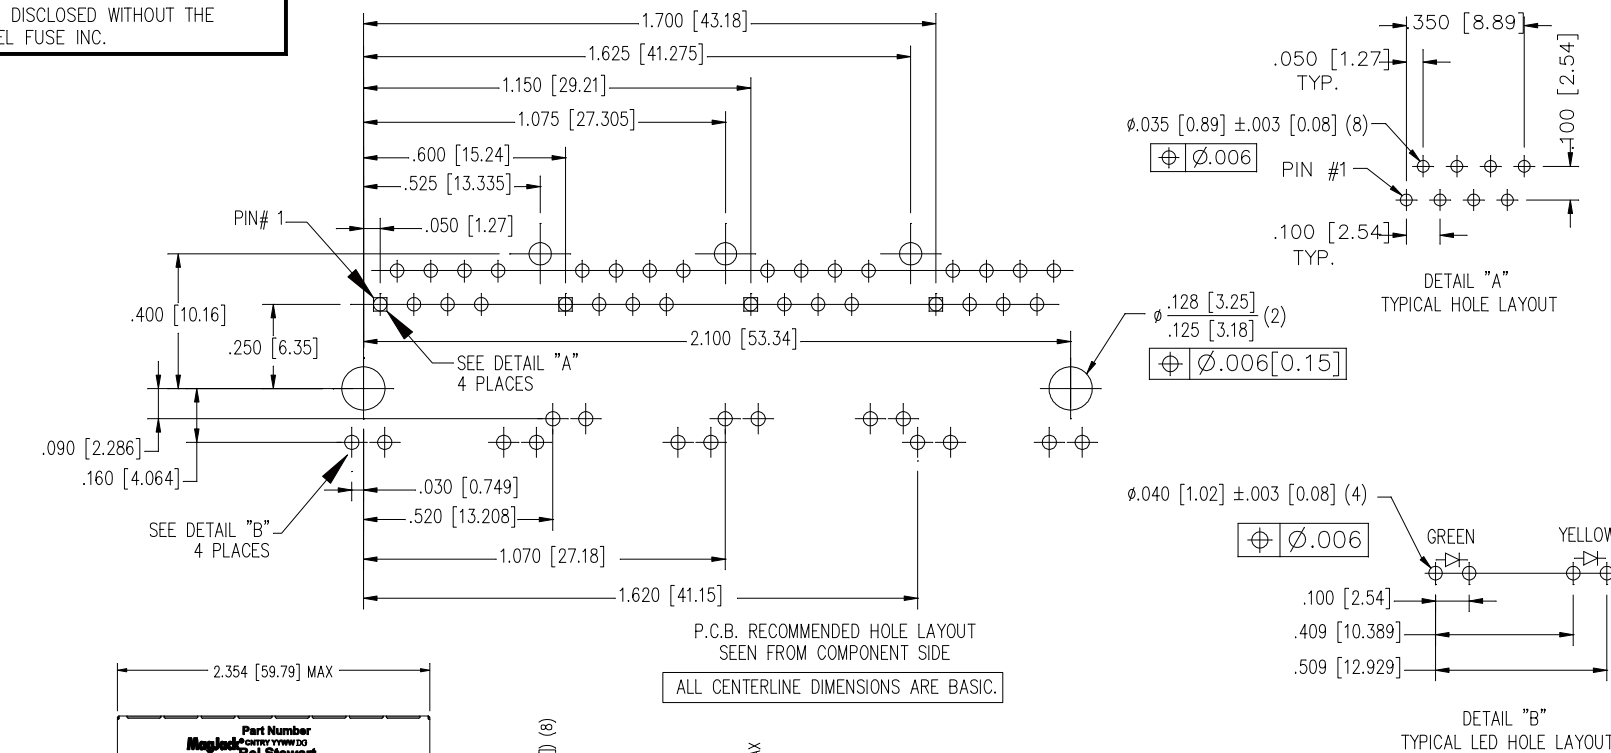 DISCLOSED WITHOUT THE
EL FUSE INC.
1.700 [43.18]
1.625 [41.275]
1.150 [29.21]
1.075 [27.305]
.600 [15.24]
.525 [13.335]
PIN# 1
.050 [1.27]
.400 [10.16]
.250 [6.35]
2.100 [53.34]
SEE DETAIL "A"
4 PLACES
ø .128 [3.25]
.125 [3.18] (2)
⌖ Ø.006[0.15]
.090 [2.286]
.160 [4.064]
.030 [0.749]
.520 [13.208]
SEE DETAIL "B"
4 PLACES
1.070 [27.18]
1.620 [41.15]
P.C.B. RECOMMENDED HOLE LAYOUT
SEEN FROM COMPONENT SIDE
ALL CENTERLINE DIMENSIONS ARE BASIC.
.350 [8.89]
.050 [1.27]
TYP.
.100 [2.54]
ø.035 [0.89] ±.003 [0.08] (8)
⌖ Ø.006
PIN #1
.100 [2.54]
TYP.
DETAIL "A"
TYPICAL HOLE LAYOUT
ø.040 [1.02] ±.003 [0.08] (4)
⌖ Ø.006
GREEN
YELLOW
.100 [2.54]
.409 [10.389]
.509 [12.929]
DETAIL "B"
TYPICAL LED HOLE LAYOUT
2.354 [59.79] MAX
Part Number
MagJack® CNTRY YYWW DG
Bel Stewart
]) (8)
AX